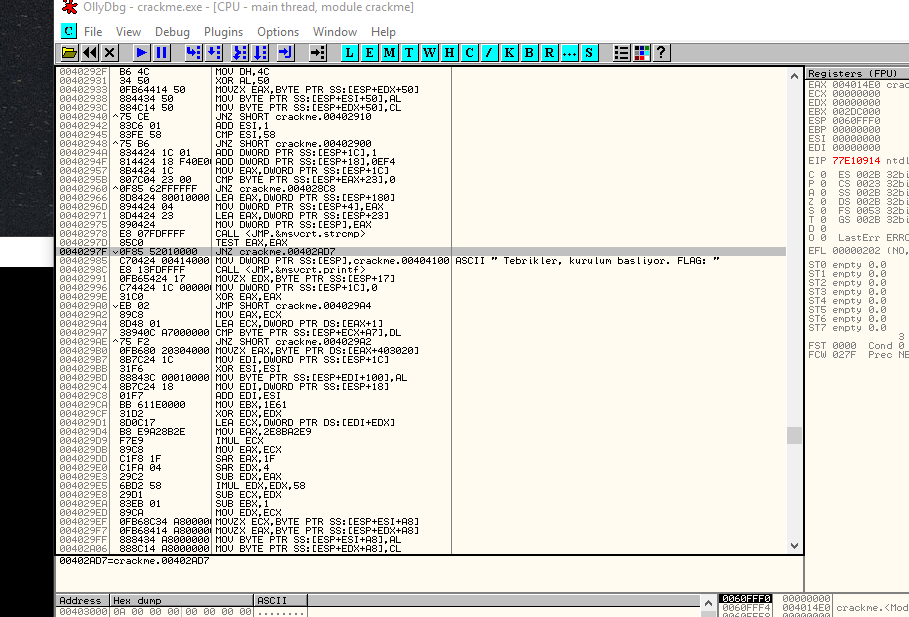 OllyDbg - crackme.exe - [CPU - main thread, module crackme]
C File View Debug Plugins Options Window Help
L E M T W H C / K B R ... S ?
0040292F B6 4C MOV DH,4C
00402931 34 50 XOR AL,50
00402933 0FB64414 50 MOVZX EAX,BYTE PTR SS:[ESP+EDX+50]
00402938 884434 50 MOV BYTE PTR SS:[ESP+ESI+50],AL
0040293C 884C14 50 MOV BYTE PTR SS:[ESP+EDX+50],CL
00402940 ^75 CE JNZ SHORT crackme.00402910
00402942 83C6 01 ADD ESI,1
00402945 83FE 58 CMP ESI,58
00402948 ^75 B6 JNZ SHORT crackme.00402900
0040294A 834424 1C 01 ADD DWORD PTR SS:[ESP+1C],1
0040294F 814424 18 F40E00 ADD DWORD PTR SS:[ESP+18],0EF4
00402957 8B4424 1C MOV EAX,DWORD PTR SS:[ESP+1C]
0040295B 807C04 23 00 CMP BYTE PTR SS:[ESP+EAX+23],0
00402960 ^0F85 62FFFFFF JNZ crackme.004028C8
00402966 8D8424 80010000 LEA EAX,DWORD PTR SS:[ESP+180]
0040296D 894424 04 MOV DWORD PTR SS:[ESP+4],EAX
00402971 8D4424 23 LEA EAX,DWORD PTR SS:[ESP+23]
00402975 890424 MOV DWORD PTR SS:[ESP],EAX
00402978 E8 07FDFFFF CALL <JMP.&msvcrt.strcmp>
0040297D 85C0 TEST EAX,EAX
0040297F v0F85 52010000 JNZ crackme.00402AD7
00402985 C70424 00414000 MOV DWORD PTR SS:[ESP],crackme.00404100 ASCII " Tebrikler, kurulum basliyor. FLAG: "
0040298C E8 13FDFFFF CALL <JMP.&msvcrt.printf>
00402991 0FB65424 17 MOVZX EDX,BYTE PTR SS:[ESP+17]
00402996 C74424 1C 000000 MOV DWORD PTR SS:[ESP+1C],0
0040299E 31C0 XOR EAX,EAX
004029A0 vEB 02 JMP SHORT crackme.004029A4
004029A2 89C8 MOV EAX,ECX
004029A4 8D48 01 LEA ECX,DWORD PTR DS:[EAX+1]
004029A7 38940C A7000000 CMP BYTE PTR SS:[ESP+ECX+A7],DL
004029AE ^75 F2 JNZ SHORT crackme.004029A2
004029B0 0FB680 20304000 MOVZX EAX,BYTE PTR DS:[EAX+403020]
004029B7 8B7C24 1C MOV EDI,DWORD PTR SS:[ESP+1C]
004029BB 31F6 XOR ESI,ESI
004029BD 88843C 00010000 MOV BYTE PTR SS:[ESP+EDI+100],AL
004029C4 8B7C24 18 MOV EDI,DWORD PTR SS:[ESP+18]
004029C8 01F7 ADD EDI,ESI
004029CA BB 611E0000 MOV EBX,1E61
004029CF 31D2 XOR EDX,EDX
004029D1 8D0C17 LEA ECX,DWORD PTR DS:[EDI+EDX]
004029D4 B8 E9A28B2E MOV EAX,2E8BA2E9
004029D9 F7E9 IMUL ECX
004029DB 89C8 MOV EAX,ECX
004029DD C1F8 1F SAR EAX,1F
004029E0 C1FA 04 SAR EDX,4
004029E3 29C2 SUB EDX,EAX
004029E5 6BD2 58 IMUL EDX,EDX,58
004029E8 29D1 SUB ECX,EDX
004029EA 83EB 01 SUB EBX,1
004029ED 89CA MOV EDX,ECX
004029EF 0FB68C34 A80000 MOVZX ECX,BYTE PTR SS:[ESP+ESI+A8]
004029F7 0FB68414 A80000 MOVZX EAX,BYTE PTR SS:[ESP+EDX+A8]
004029FF 888434 A8000000 MOV BYTE PTR SS:[ESP+ESI+A8],AL
00402A06 888C14 A8000000 MOV BYTE PTR SS:[ESP+EDX+A8],CL
00402AD7=crackme.00402AD7
Registers (FPU)
EAX 004014E0 crac
ECX 00000000
EDX 00000000
EBX 002DC000
ESP 0060FFF0
EBP 00000000
ESI 00000000
EDI 00000000
EIP 77E10914 ntdl
C 0 ES 002B 32bi
P 0 CS 0023 32bi
A 0 SS 002B 32bi
Z 0 DS 002B 32bi
S 0 FS 0053 32bi
T 0 GS 002B 32bi
D 0
O 0 LastErr ERRO
EFL 00000202 (NO,
ST0 empty 0.0
ST1 empty 0.0
ST2 empty 0.0
ST3 empty 0.0
ST4 empty 0.0
ST5 empty 0.0
ST6 empty 0.0
ST7 empty 0.0
3
FST 0000 Cond 0
FCW 027F Prec NE
Address Hex dump ASCII
00403000 0A 00 00 00 00 00 00 00 ........
0060FFF0 00000000
0060FFF4 004014E0 crackme.<Mod